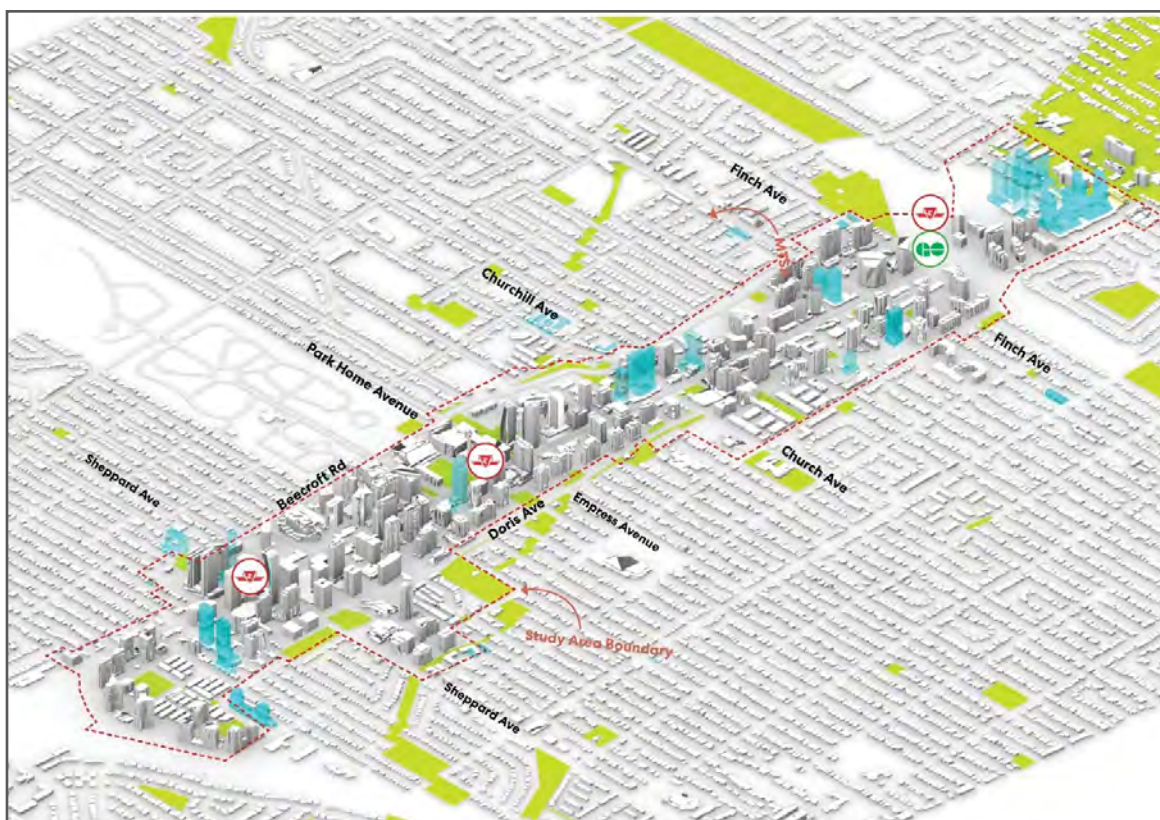 Finch Ave
MTSA
Churchill Ave
Park Home Avenue
Finch Ave
Sheppard Ave
Beecroft Rd
Church Ave
Doris Ave
Empress Avenue
Study Area Boundary
Sheppard Ave
GO